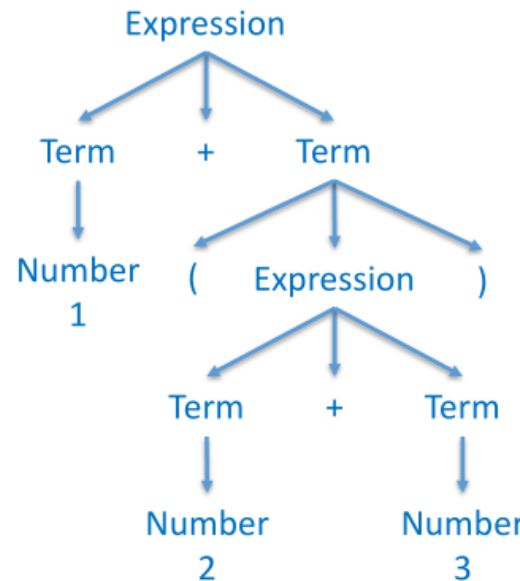 Expression
Term + Term
Number ( Expression )
1
Term + Term
Number Number
2 3